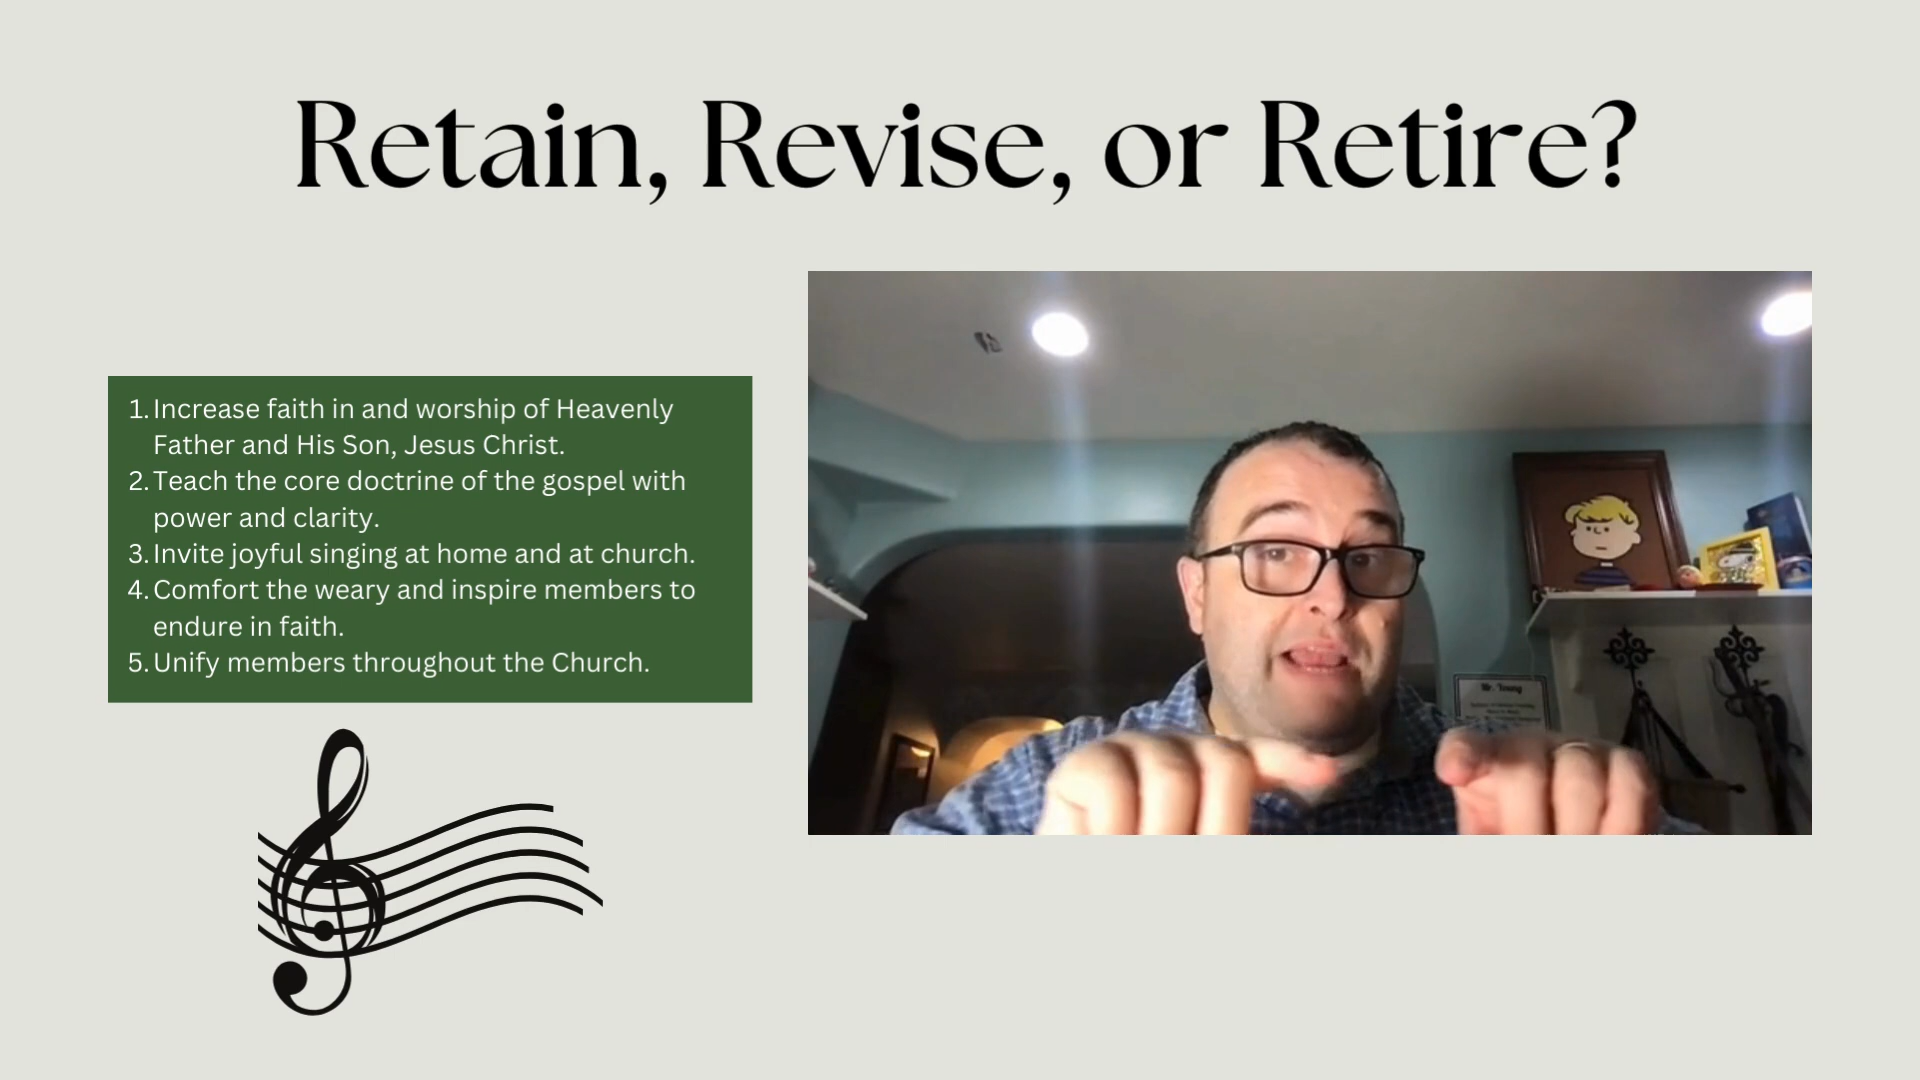 Retain, Revise, or Retire?
1. Increase faith in and worship of Heavenly
Father and His Son, Jesus Christ.
2. Teach the core doctrine of the gospel with
power and clarity.
3. Invite joyful singing at home and at church.
4. Comfort the weary and inspire members to
endure in faith.
5. Unify members throughout the Church.
Mr. Young